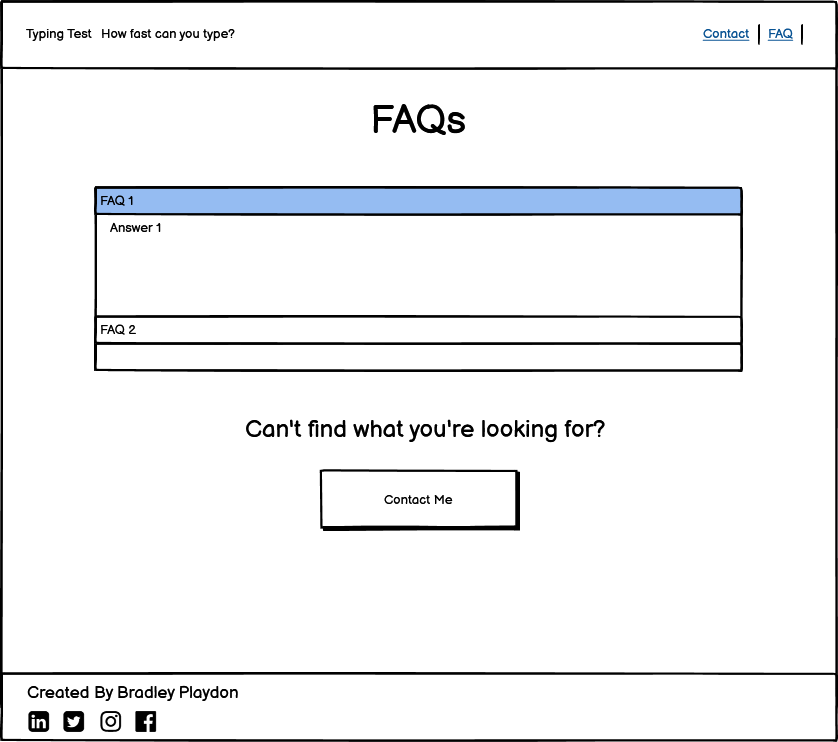 Typing Test How fast can you type? Contact FAQ
FAQs
FAQ 1
Answer 1
FAQ 2
Can't find what you're looking for?
Contact Me
Created By Bradley Playdon
in